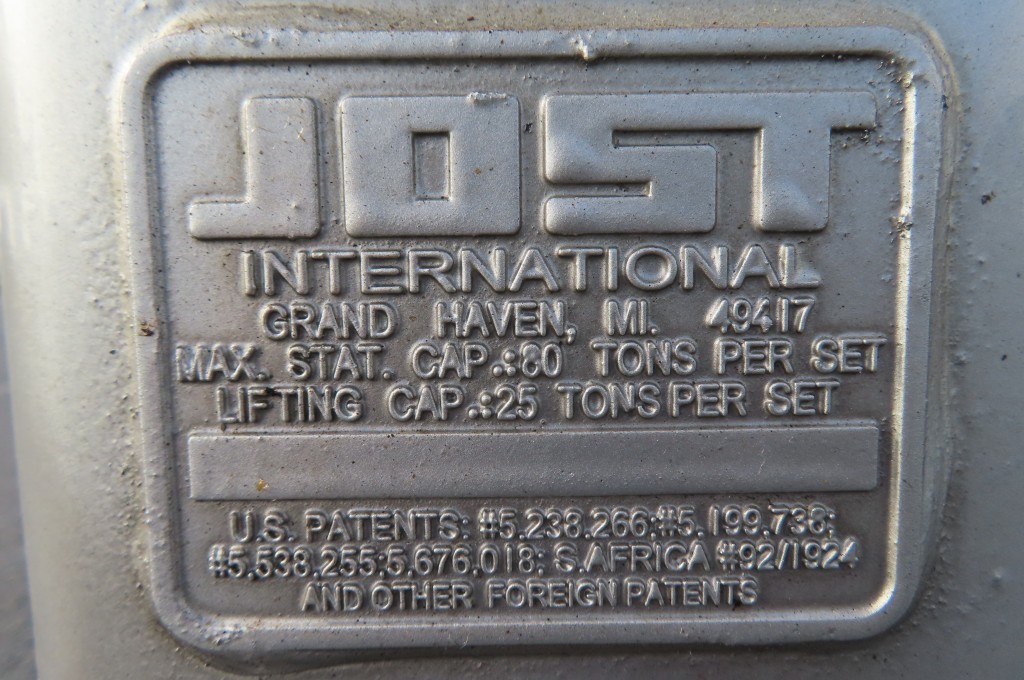 JOST
INTERNATIONAL
GRAND HAVEN, MI. 49417
MAX. STAT. CAP.:80 TONS PER SET
LIFTING CAP.:25 TONS PER SET
U.S. PATENTS: #5,238,266;#5,199,738;
#5,538,255;5,676,018; S.AFRICA #92/1924
AND OTHER FOREIGN PATENTS